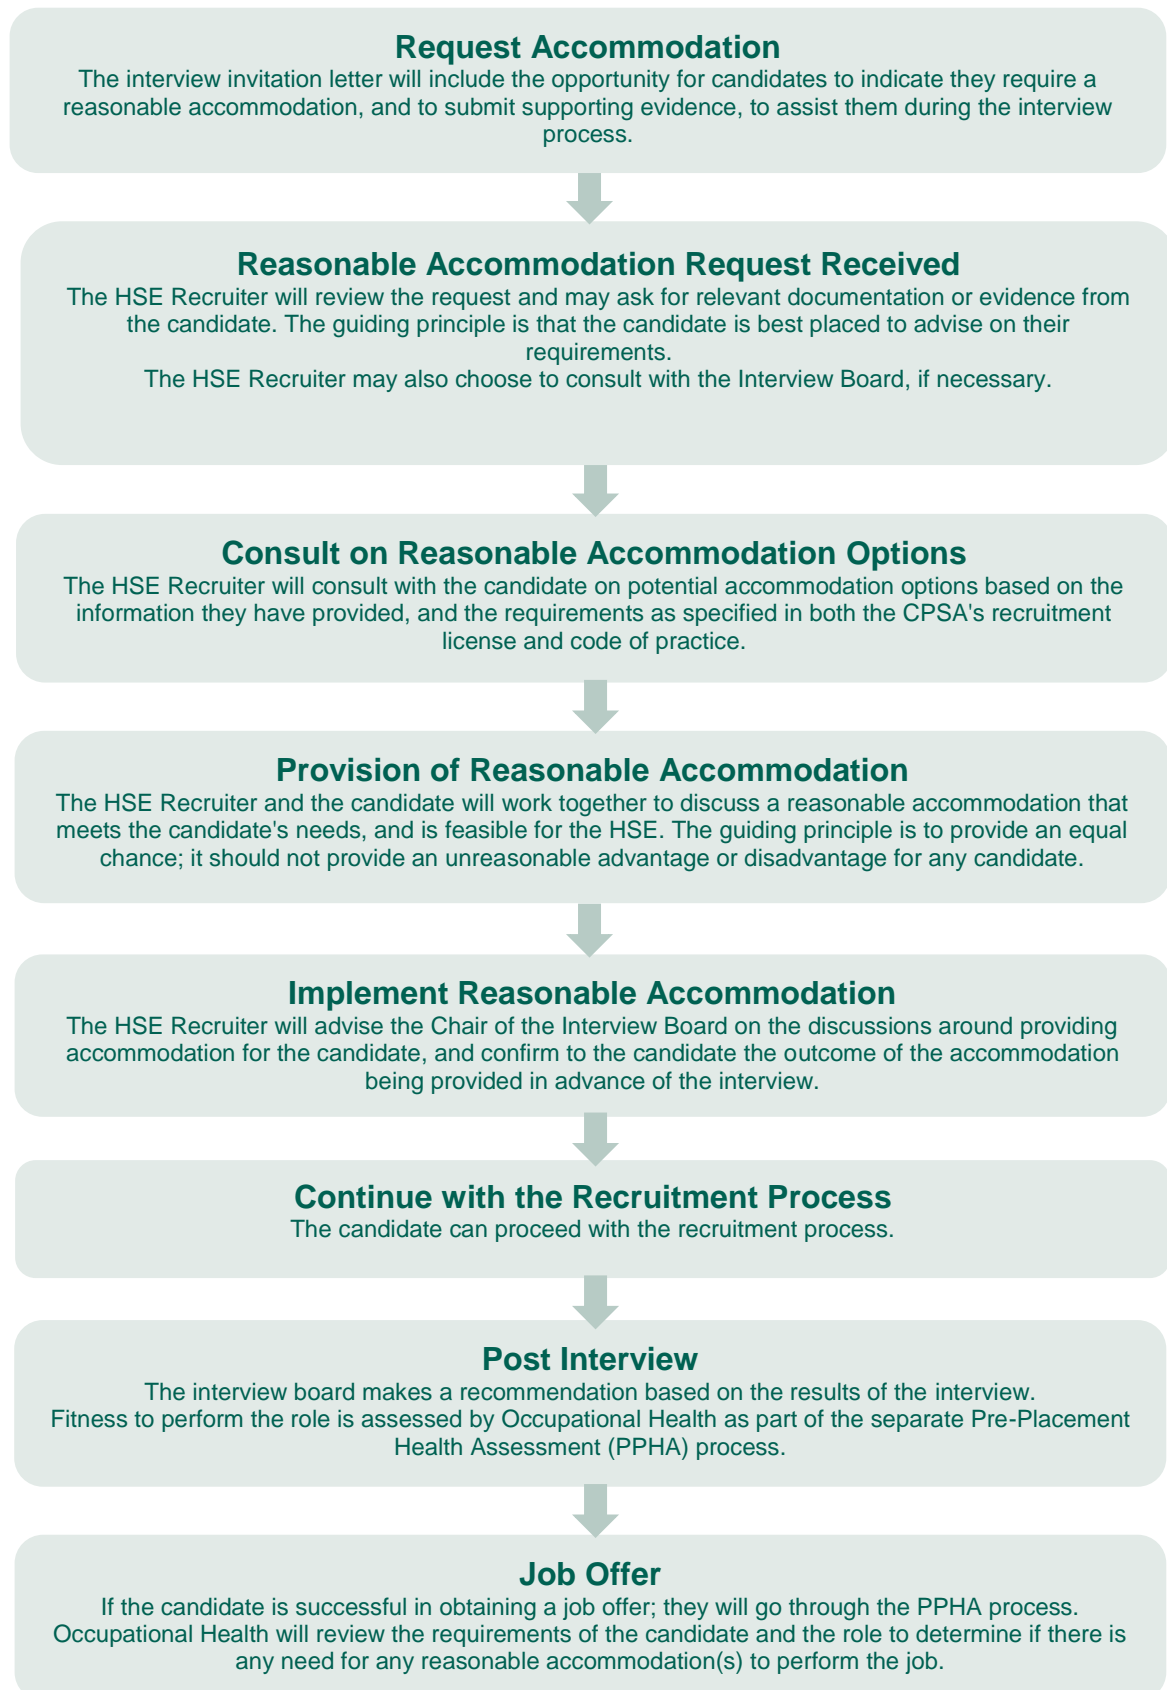 Request Accommodation
The interview invitation letter will include the opportunity for candidates to indicate they require a
reasonable accommodation, and to submit supporting evidence, to assist them during the interview
process.
Reasonable Accommodation Request Received
The HSE Recruiter will review the request and may ask for relevant documentation or evidence from
the candidate. The guiding principle is that the candidate is best placed to advise on their
requirements.
The HSE Recruiter may also choose to consult with the Interview Board, if necessary.
Consult on Reasonable Accommodation Options
The HSE Recruiter will consult with the candidate on potential accommodation options based on the
information they have provided, and the requirements as specified in both the CPSA's recruitment
license and code of practice.
Provision of Reasonable Accommodation
The HSE Recruiter and the candidate will work together to discuss a reasonable accommodation that
meets the candidate's needs, and is feasible for the HSE. The guiding principle is to provide an equal
chance; it should not provide an unreasonable advantage or disadvantage for any candidate.
Implement Reasonable Accommodation
The HSE Recruiter will advise the Chair of the Interview Board on the discussions around providing
accommodation for the candidate, and confirm to the candidate the outcome of the accommodation
being provided in advance of the interview.
Continue with the Recruitment Process
The candidate can proceed with the recruitment process.
Post Interview
The interview board makes a recommendation based on the results of the interview.
Fitness to perform the role is assessed by Occupational Health as part of the separate Pre-Placement
Health Assessment (PPHA) process.
Job Offer
If the candidate is successful in obtaining a job offer; they will go through the PPHA process.
Occupational Health will review the requirements of the candidate and the role to determine if there is
any need for any reasonable accommodation(s) to perform the job.